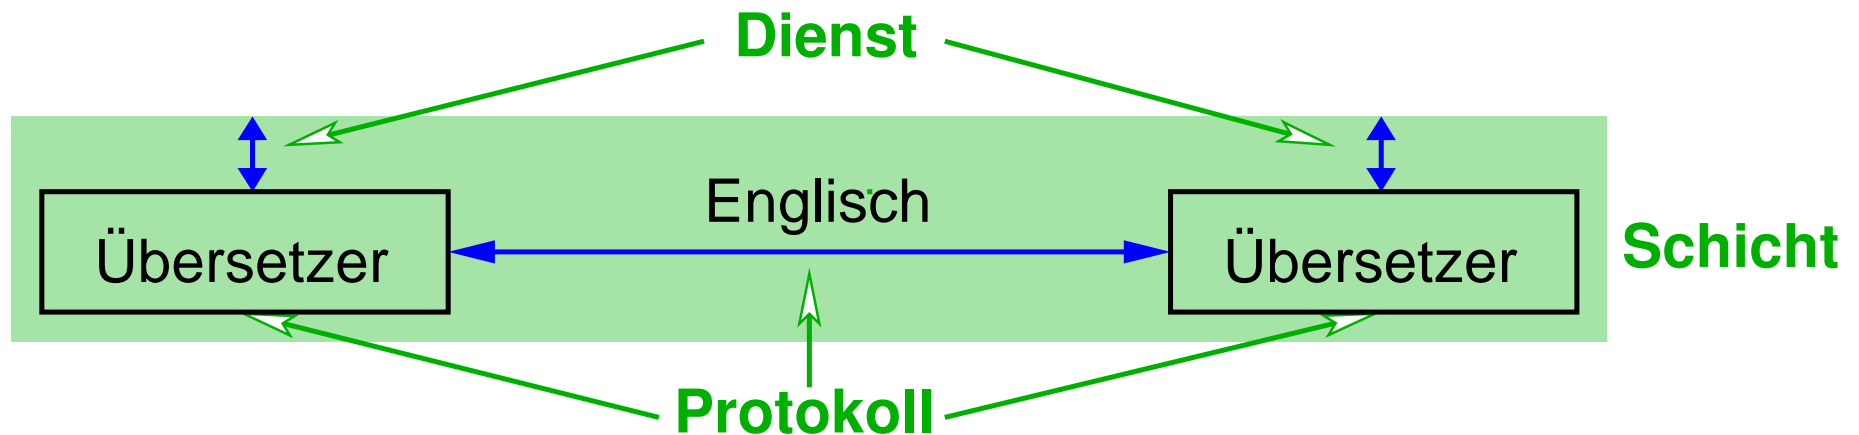 Dienst
Englisch
Übersetzer
Übersetzer
Schicht
Protokoll